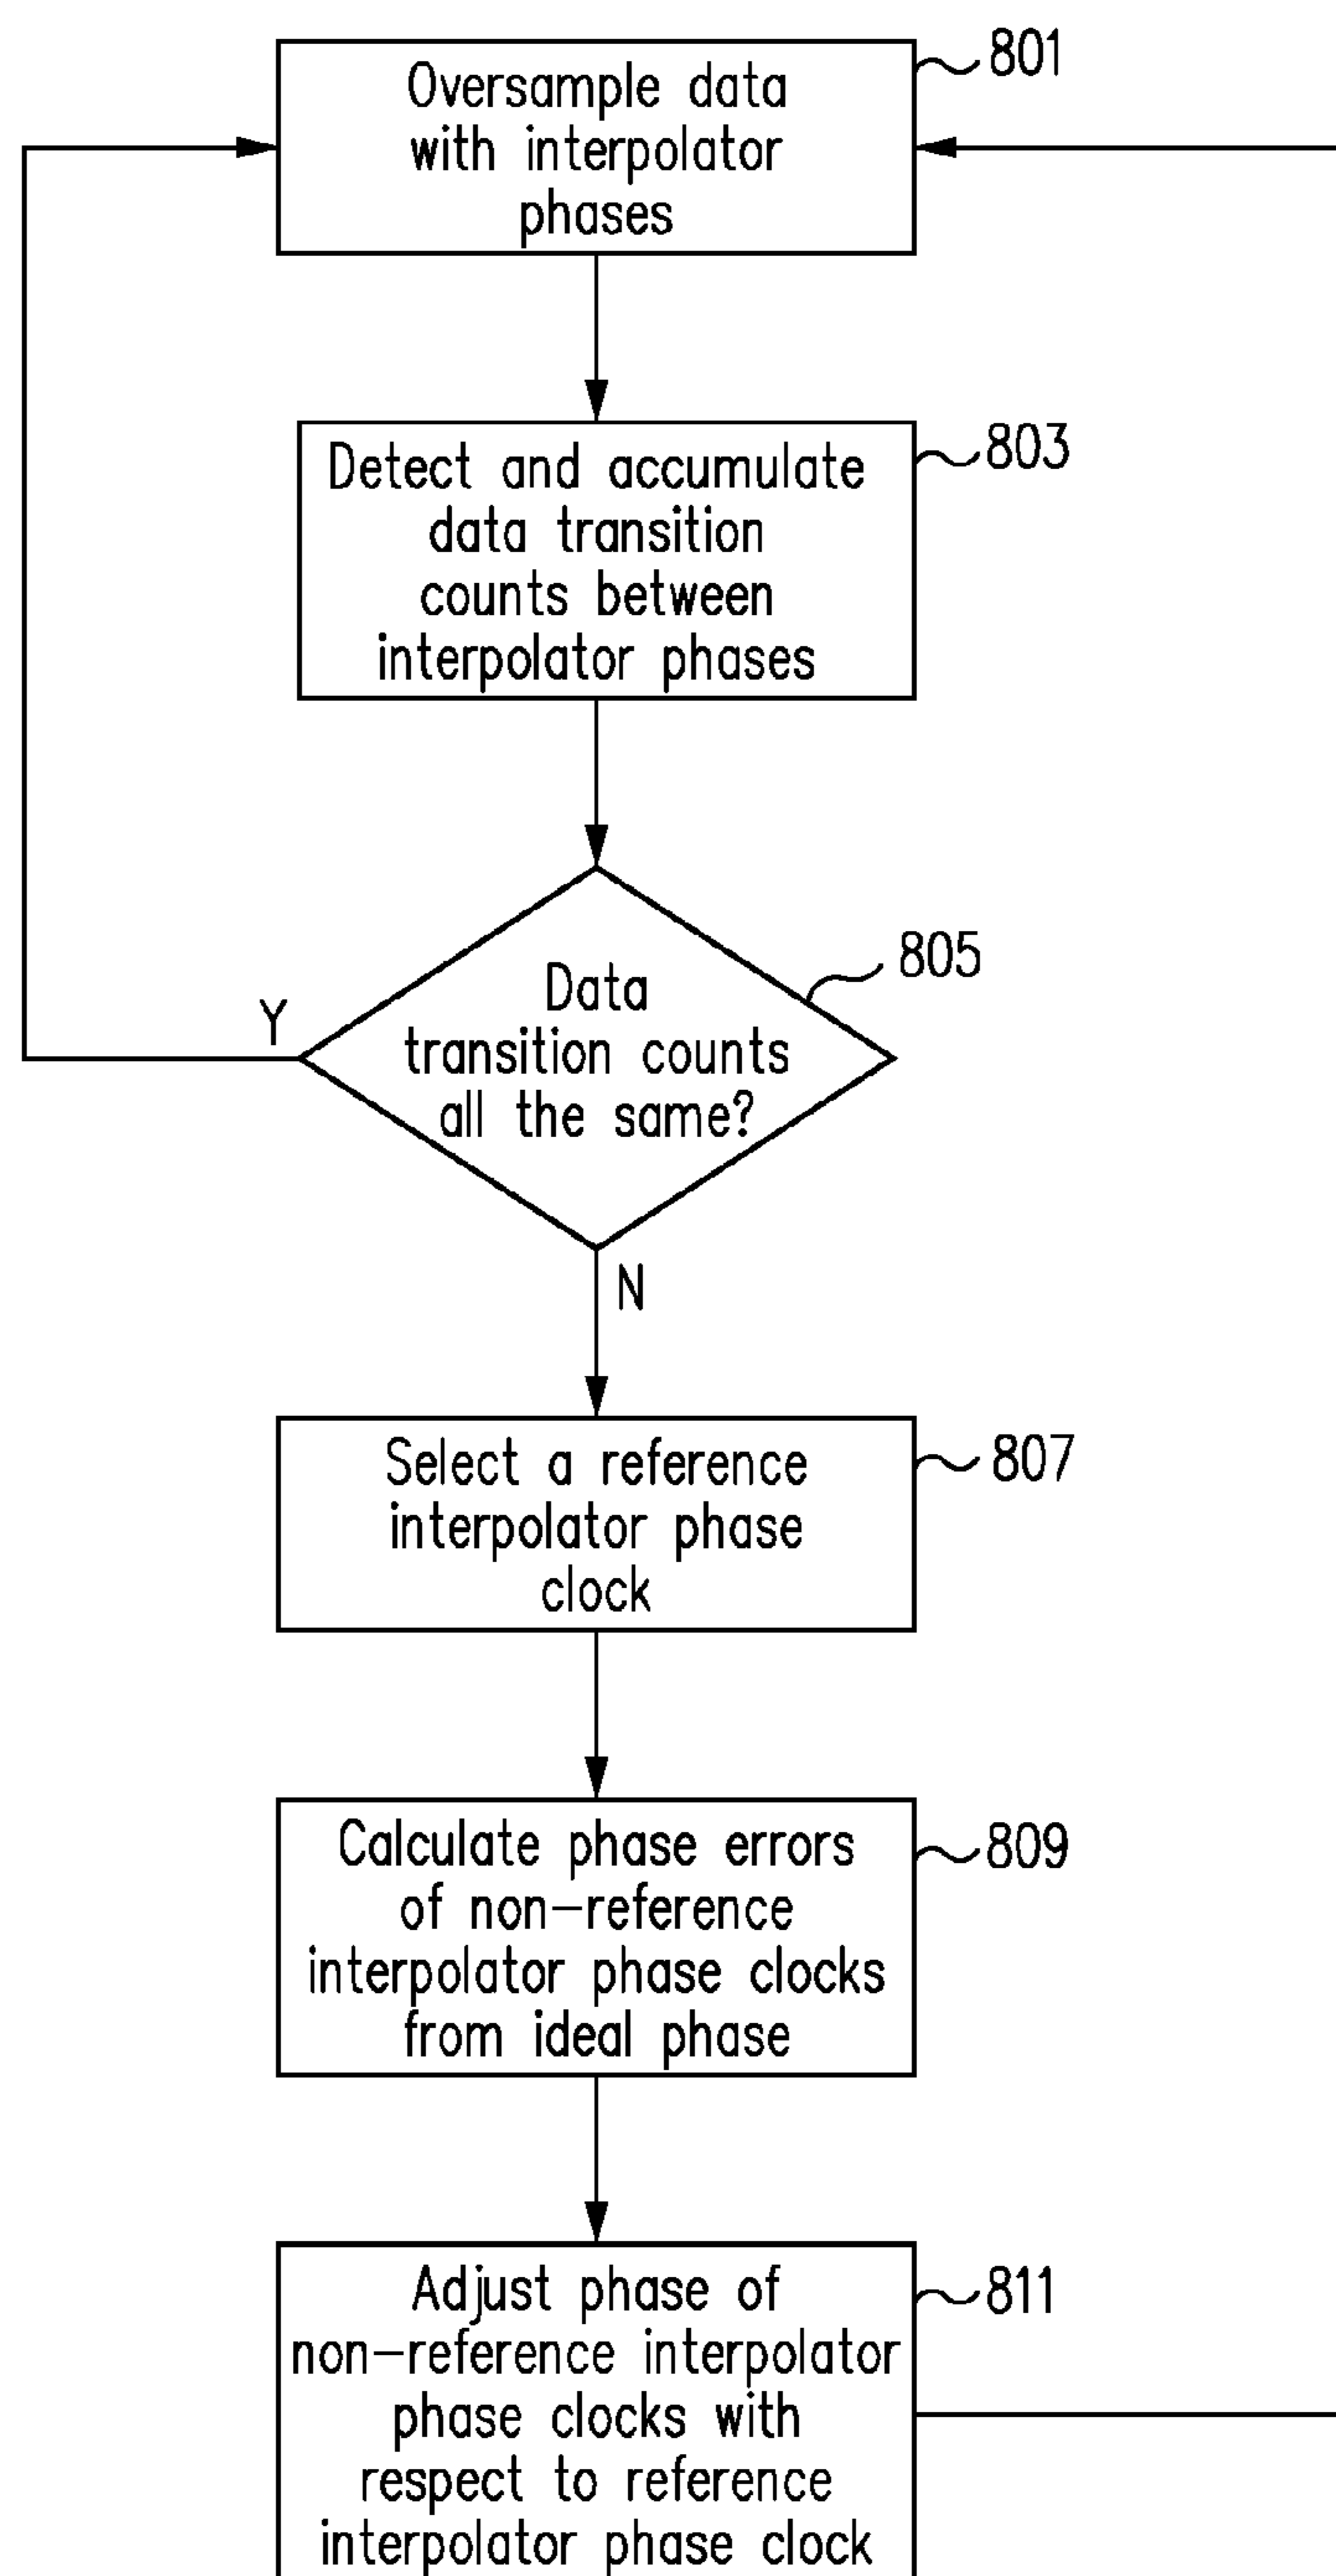 801
Oversample data
with interpolator
phases
803
Detect and accumulate
data transition
counts between
interpolator phases
805
Data
transition counts
all the same?
Y
N
807
Select a reference
interpolator phase
clock
809
Calculate phase errors
of non-reference
interpolator phase clocks
from ideal phase
811
Adjust phase of
non-reference interpolator
phase clocks with
respect to reference
interpolator phase clock